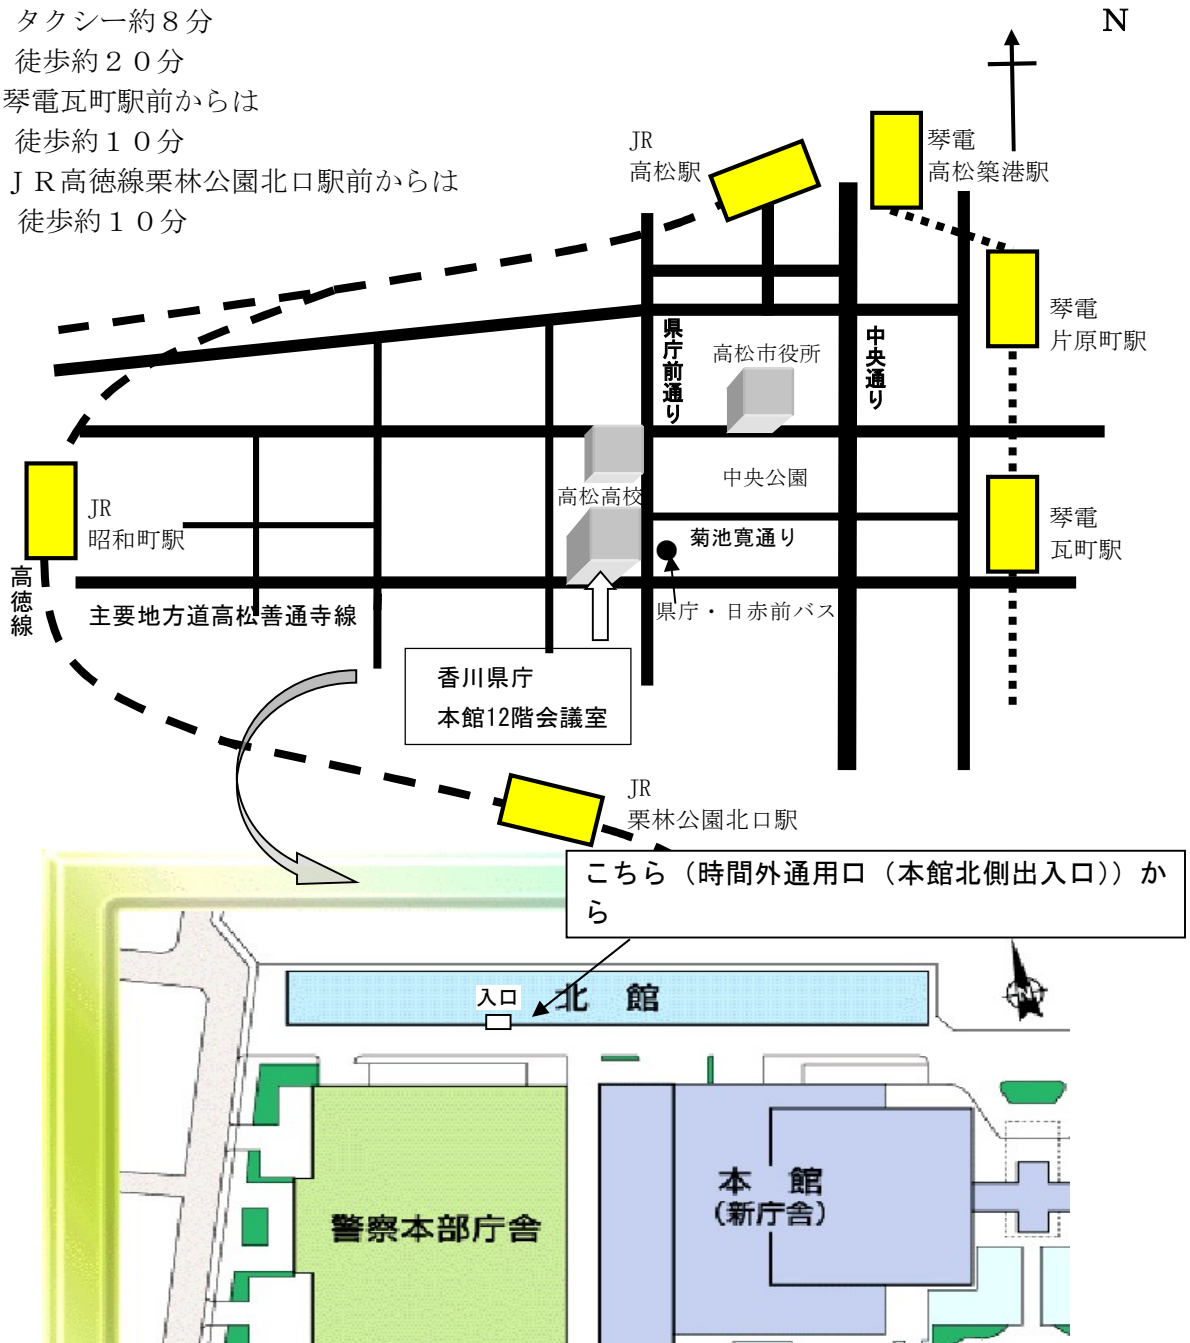 タクシー約８分
徒歩約２０分
琴電瓦町駅前からは
徒歩約１０分
ＪＲ高徳線栗林公園北口駅前からは
徒歩約１０分
N
JR
高松駅
琴電
高松築港駅
琴電
片原町駅
県庁前通り
高松市役所
中央通り
中央公園
高松高校
JR
昭和町駅
琴電
瓦町駅
菊池寛通り
高徳線
主要地方道高松善通寺線
県庁・日赤前バス
香川県庁
本館12階会議室
JR
栗林公園北口駅
こちら（時間外通用口（本館北側出入口））か
ら
入口
北 館
本 館
（新庁舎）
警察本部庁舎